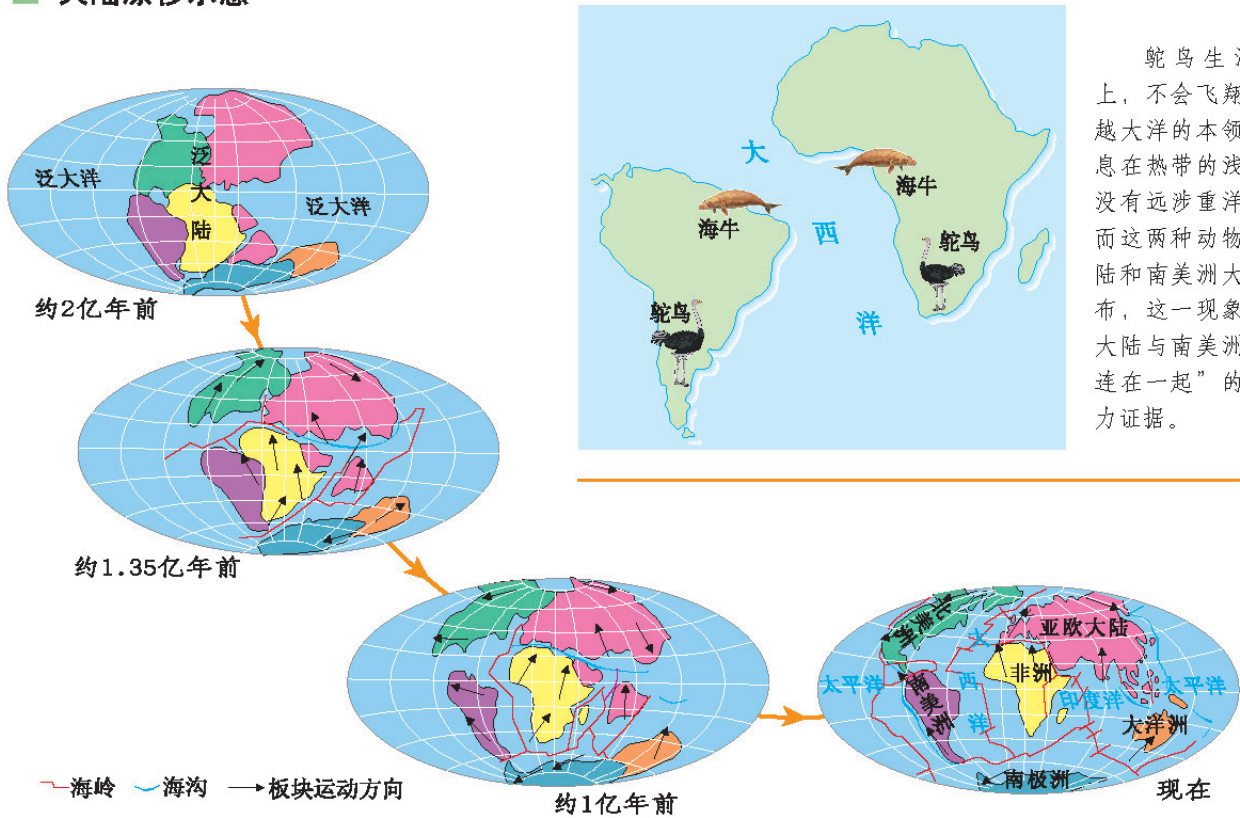 大陆漂移示意
泛大洋
泛
大
陆
泛大洋
约2亿年前
约1.35亿年前
约1亿年前
北美洲
亚欧大陆
大
西
洋
非洲
太平洋
南美洲
印度洋
太平洋
大洋洲
南极洲
现在
海岭 海沟 板块运动方向
大
西
洋
海牛
海牛
鸵鸟
鸵鸟
鸵鸟生活
上，不会飞翔
越大洋的本领
息在热带的浅
没有远涉重洋
而这两种动物
陆和南美洲大
布，这一现象
大陆与南美洲
连在一起”的
力证据。